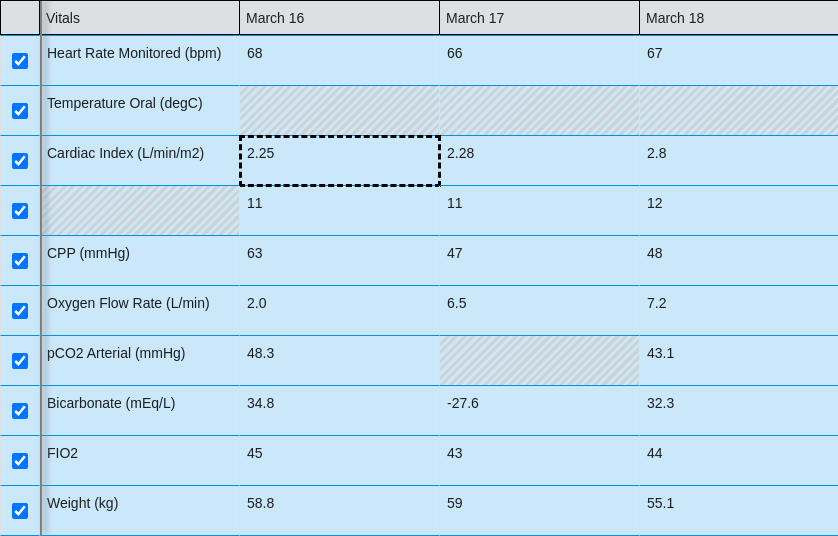 Vitals March 16 March 17 March 18
Heart Rate Monitored (bpm) 68 66 67
Temperature Oral (degC)
Cardiac Index (L/min/m2) 2.25 2.28 2.8
11 11 12
CPP (mmHg) 63 47 48
Oxygen Flow Rate (L/min) 2.0 6.5 7.2
pCO2 Arterial (mmHg) 48.3 43.1
Bicarbonate (mEq/L) 34.8 -27.6 32.3
FIO2 45 43 44
Weight (kg) 58.8 59 55.1